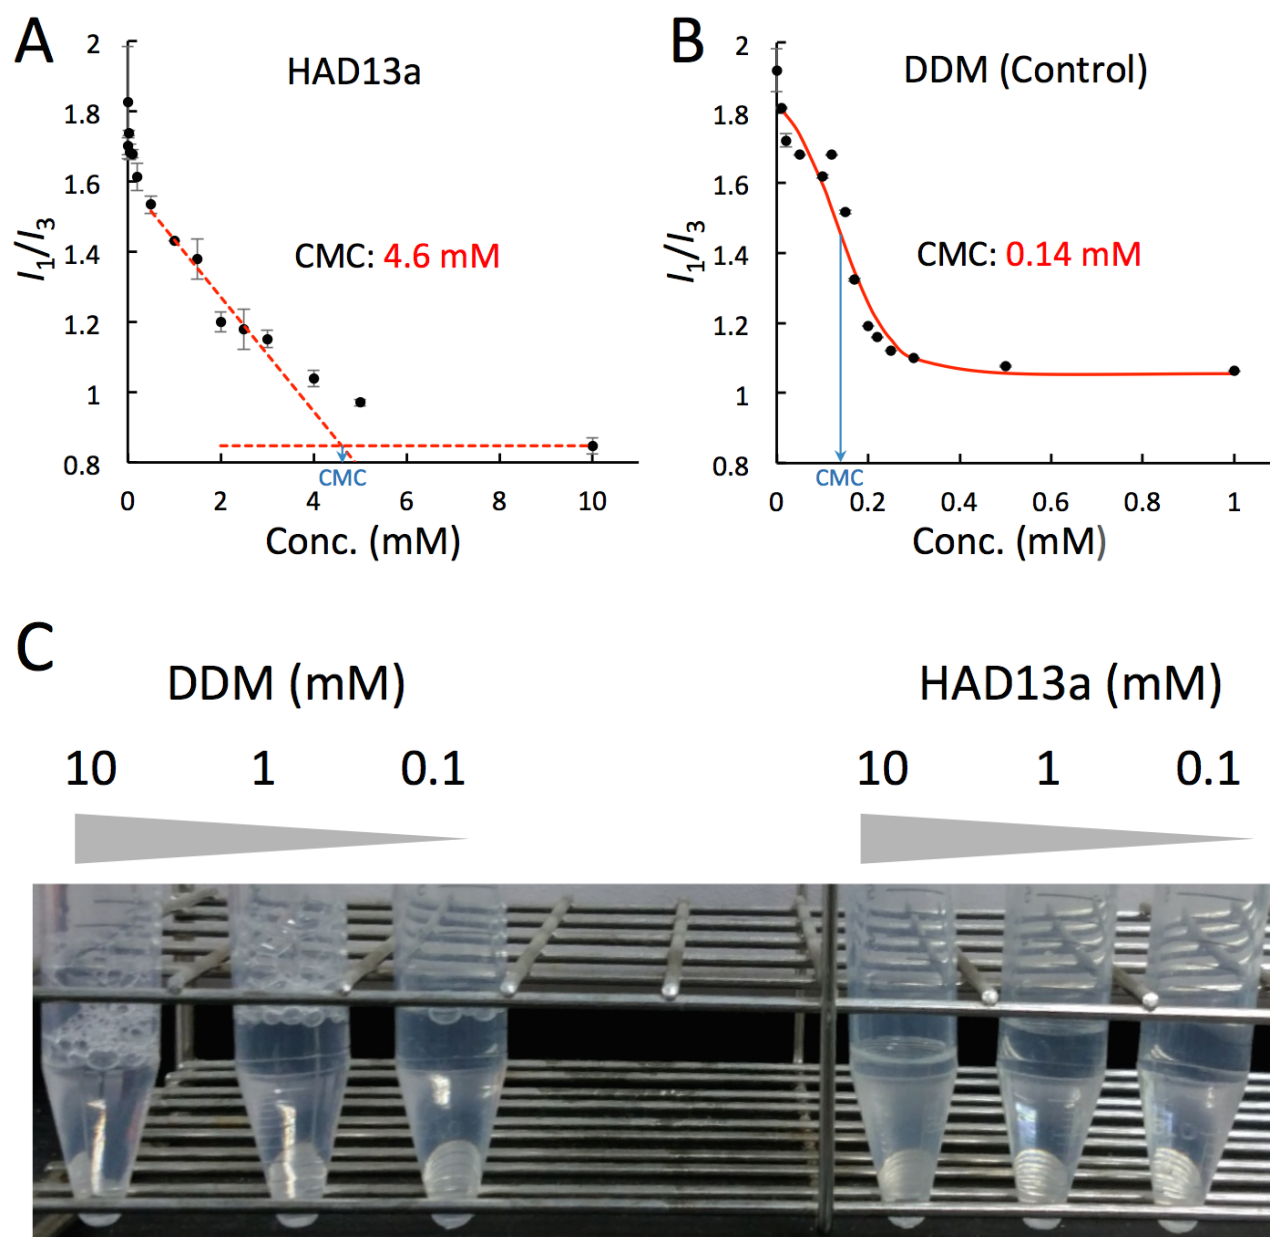 A
HAD13a
2
1.8
1.6
1.4
1.2
1
0.8
I1/I3
CMC: 4.6 mM
CMC
0 2 4 6 8 10
Conc. (mM)
B
DDM (Control)
2
1.8
1.6
1.4
1.2
1
0.8
I1/I3
CMC: 0.14 mM
CMC
0 0.2 0.4 0.6 0.8 1
Conc. (mM)
C
DDM (mM)
10 1 0.1
HAD13a (mM)
10 1 0.1